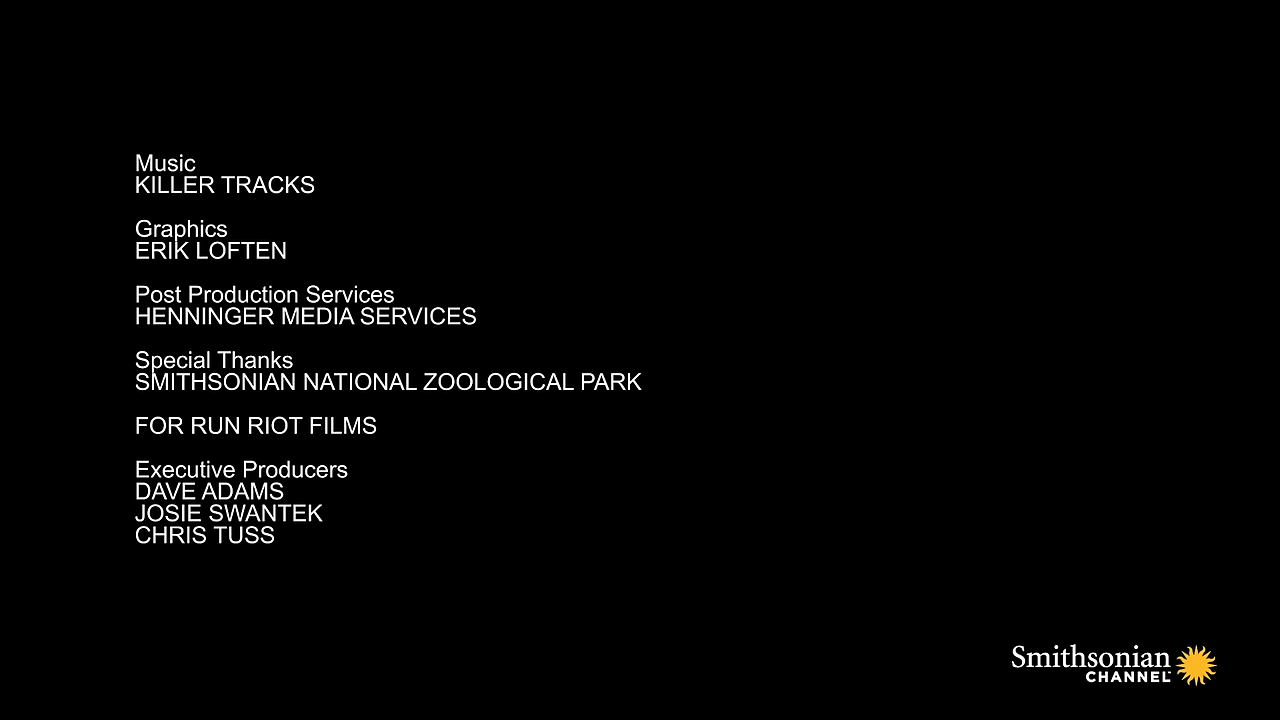 Music
KILLER TRACKS
Graphics
ERIK LOFTEN
Post Production Services
HENNINGER MEDIA SERVICES
Special Thanks
SMITHSONIAN NATIONAL ZOOLOGICAL PARK
FOR RUN RIOT FILMS
Executive Producers
DAVE ADAMS
JOSIE SWANTEK
CHRIS TUSS
Smithsonian
CHANNEL™